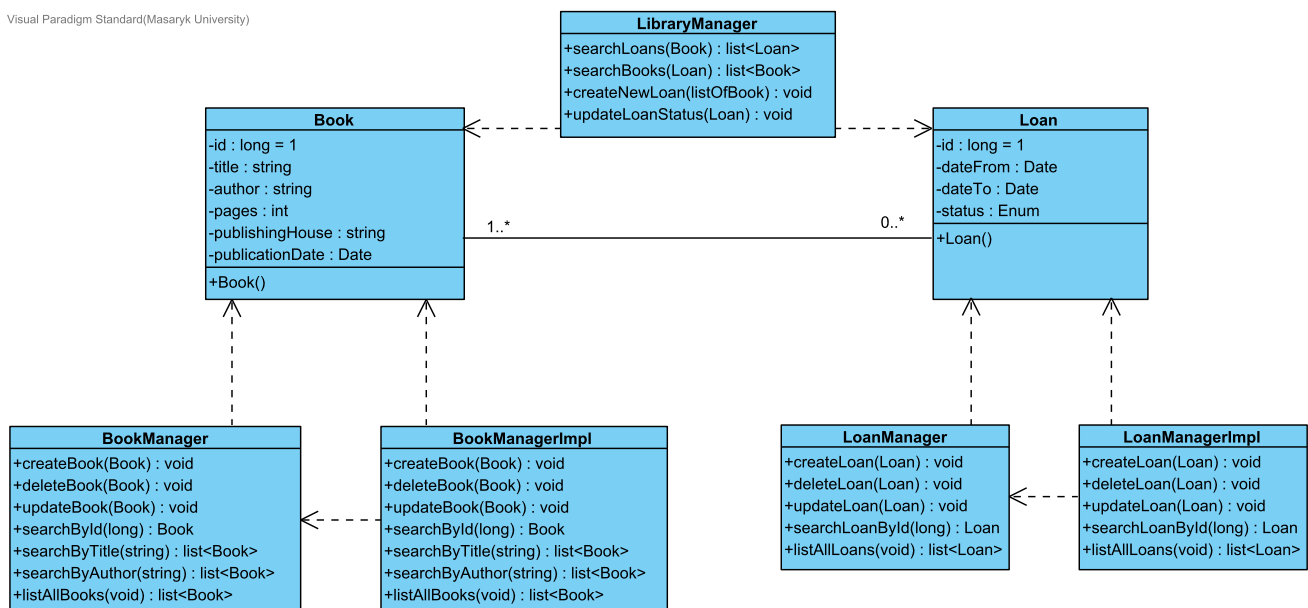 Visual Paradigm Standard(Masaryk University)
LibraryManager
+searchLoans(Book) : list<Loan>
+searchBooks(Loan) : list<Book>
+createNewLoan(listOfBook) : void
+updateLoanStatus(Loan) : void
Book
-id : long = 1
-title : string
-author : string
-pages : int
-publishingHouse : string
-publicationDate : Date
+Book()
1..*
0..*
Loan
-id : long = 1
-dateFrom : Date
-dateTo : Date
-status : Enum
+Loan()
BookManager
+createBook(Book) : void
+deleteBook(Book) : void
+updateBook(Book) : void
+searchById(long) : Book
+searchByTitle(string) : list<Book>
+searchByAuthor(string) : list<Book>
+listAllBooks(void) : list<Book>
BookManagerImpl
+createBook(Book) : void
+deleteBook(Book) : void
+updateBook(Book) : void
+searchById(long) : Book
+searchByTitle(string) : list<Book>
+searchByAuthor(string) : list<Book>
+listAllBooks(void) : list<Book>
LoanManager
+createLoan(Loan) : void
+deleteLoan(Loan) : void
+updateLoan(Loan) : void
+searchLoanById(long) : Loan
+listAllLoans(void) : list<Loan>
LoanManagerImpl
+createLoan(Loan) : void
+deleteLoan(Loan) : void
+updateLoan(Loan) : void
+searchLoanById(long) : Loan
+listAllLoans(void) : list<Loan>